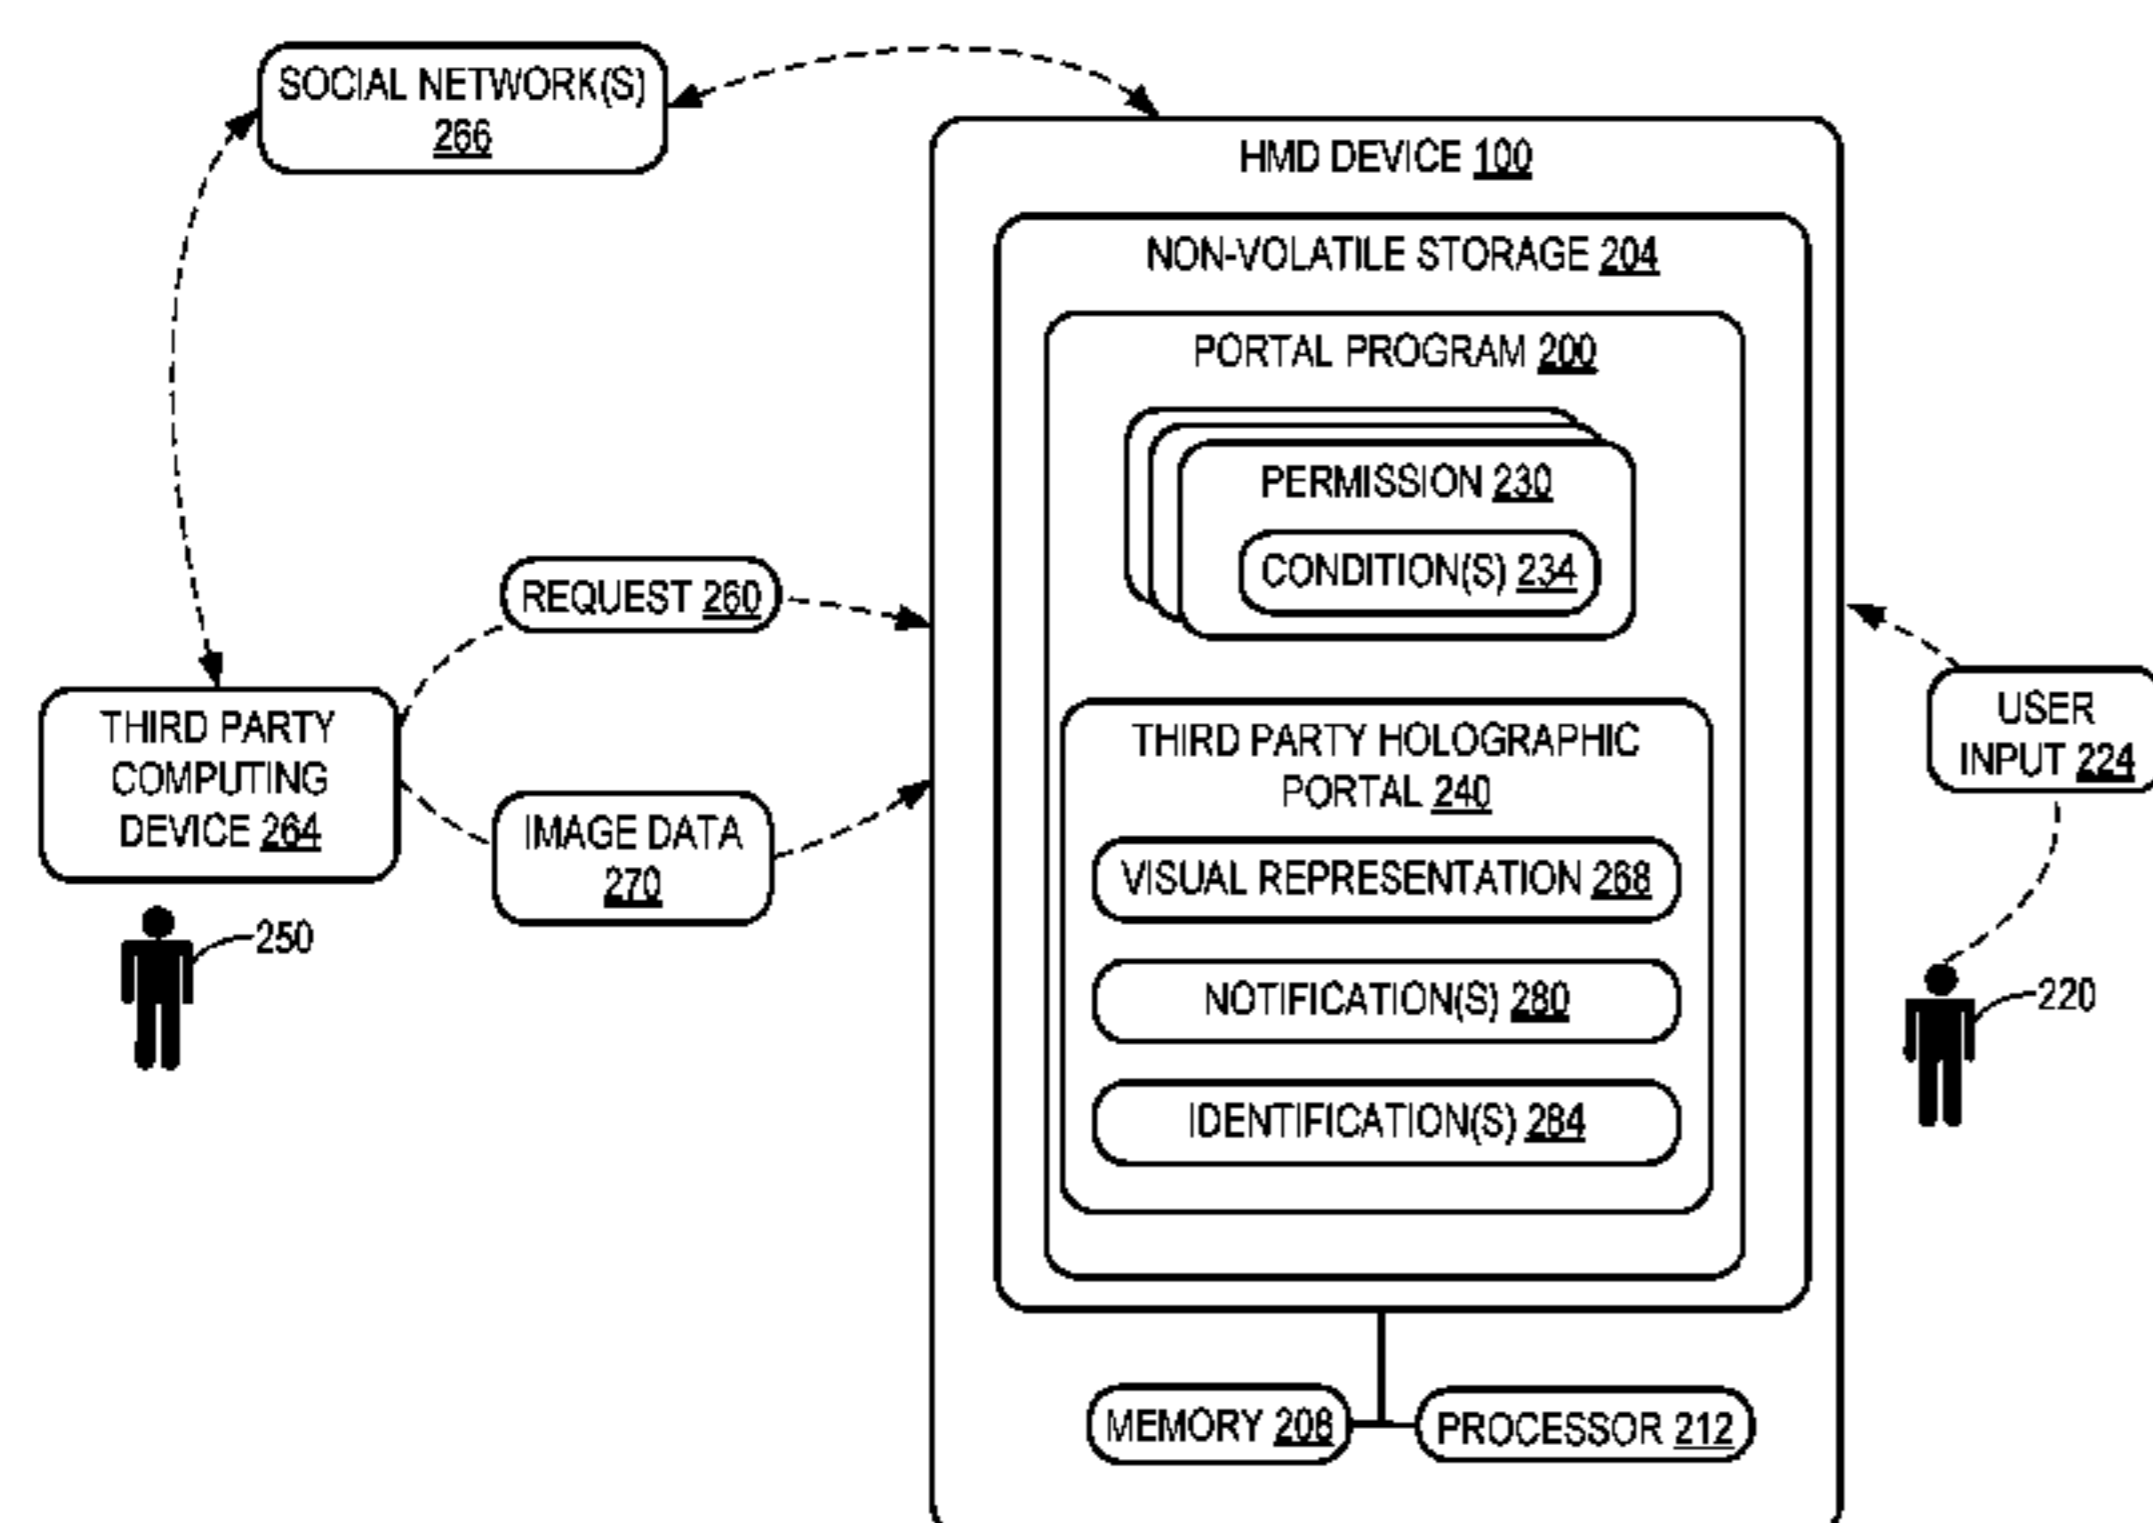 SOCIAL NETWORK(S)
266
HMD DEVICE 100
NON-VOLATILE STORAGE 204
PORTAL PROGRAM 200
PERMISSION 230
CONDITION(S) 234
REQUEST 260
THIRD PARTY
COMPUTING
DEVICE 264
IMAGE DATA
270
250
THIRD PARTY HOLOGRAPHIC
PORTAL 240
VISUAL REPRESENTATION 268
NOTIFICATION(S) 280
IDENTIFICATION(S) 284
USER
INPUT 224
220
MEMORY 208
PROCESSOR 212